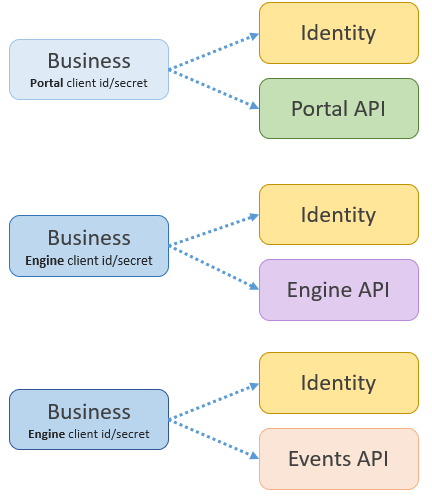 Identity
Business
Portal client id/secret
Portal API
Identity
Business
Engine client id/secret
Engine API
Identity
Business
Engine client id/secret
Events API